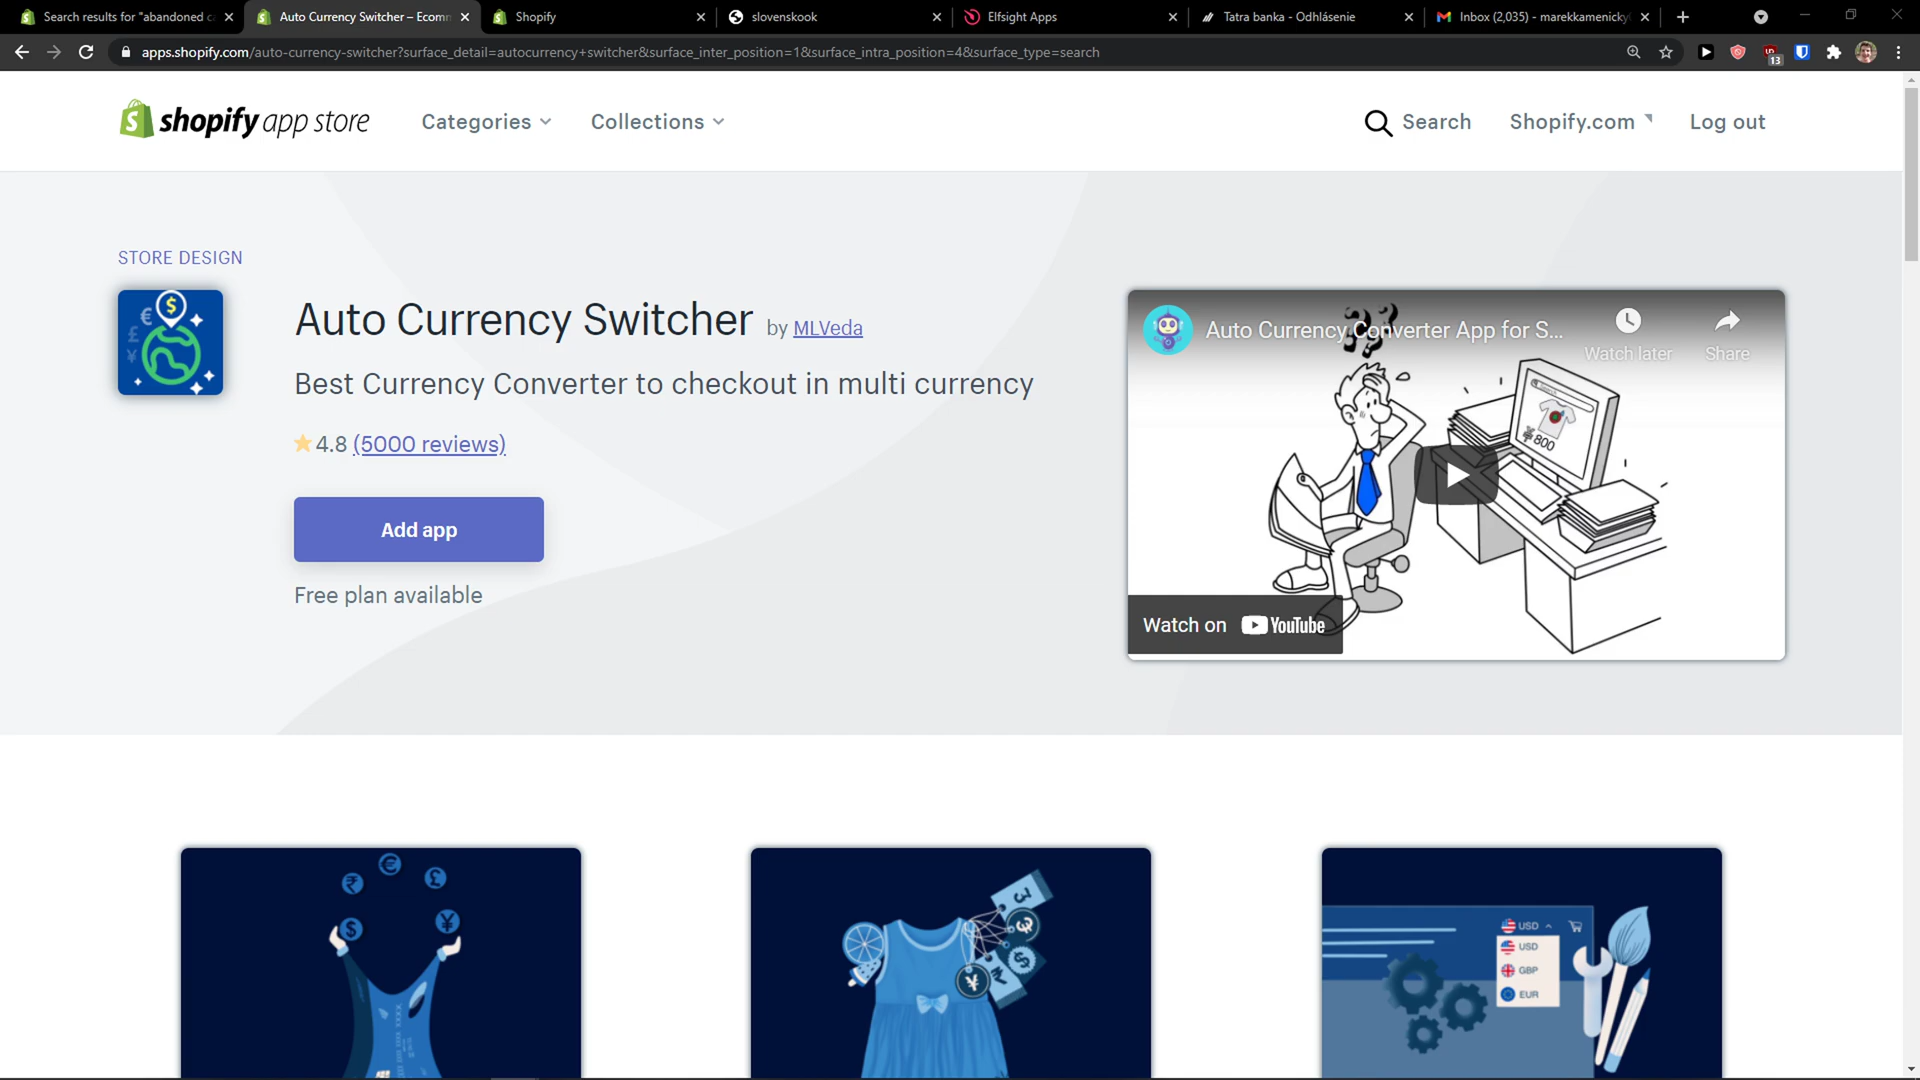 Search results for "abandoned ca
Auto Currency Switcher – Ecomm
Shopify
slovenskook
Elfsight Apps
Tatra banka - Odhlásenie
Inbox (2,035) - marekkamenicky
apps.shopify.com/auto-currency-switcher?surface_detail=autocurrency+switcher&surface_inter_position=1&surface_intra_position=4&surface_type=search
13
shopify app store
Categories
Collections
Search
Shopify.com
Log out
STORE DESIGN
Auto Currency Switcher by MLVeda
Best Currency Converter to checkout in multi currency
4.8 (5000 reviews)
Add app
Free plan available
Auto Currency Converter App for S...
Watch later
Share
??
¥800
Watch on YouTube
USD
USD
GBP
EUR